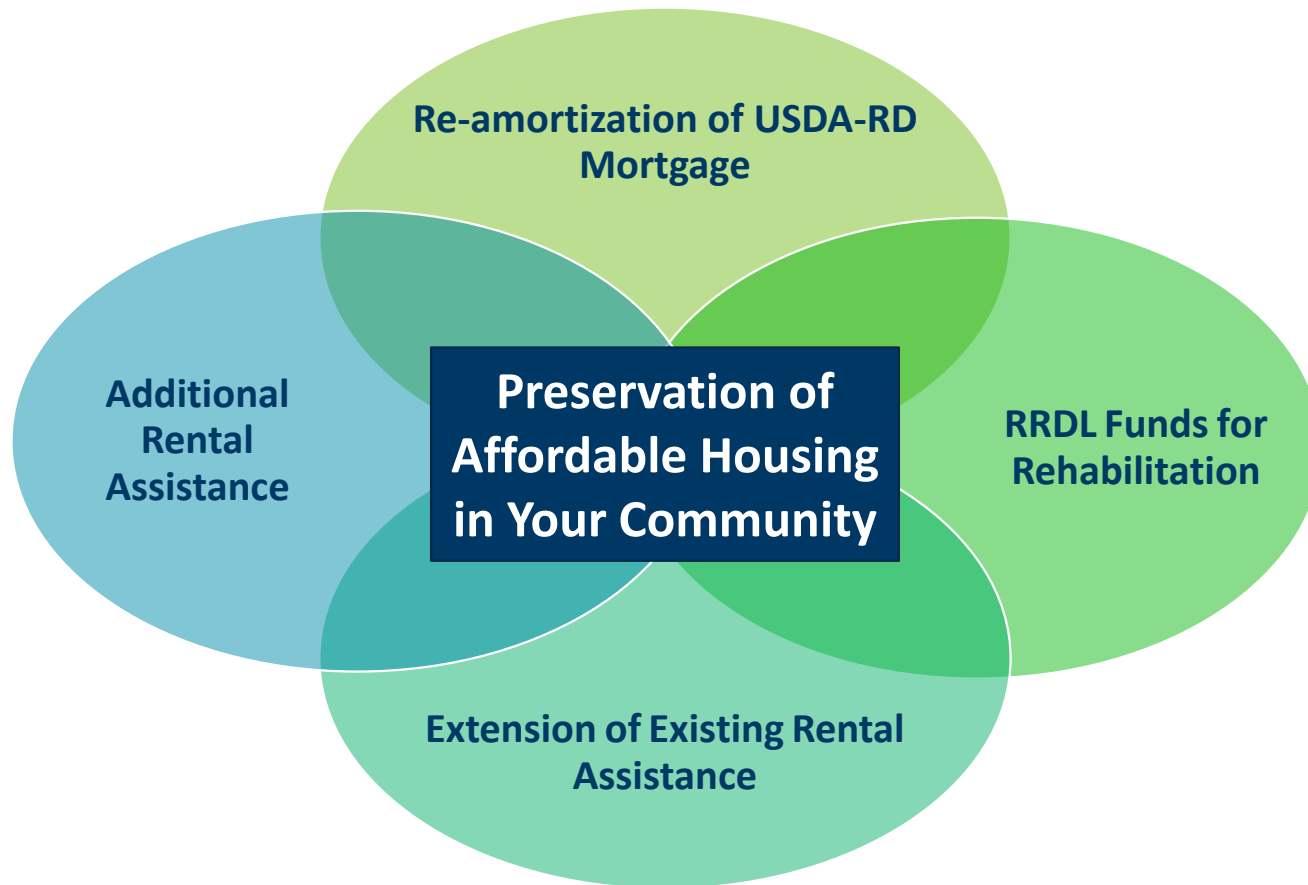 Re-amortization of USDA-RD
Mortgage
Additional
Rental
Assistance
Preservation of
Affordable Housing
in Your Community
RRDL Funds for
Rehabilitation
Extension of Existing Rental
Assistance